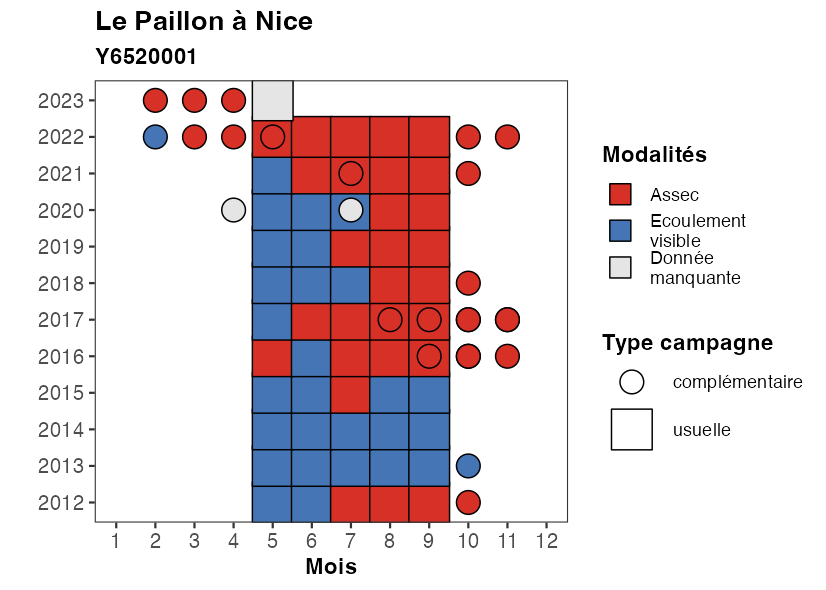 Le Paillon à Nice
Y6520001
2023
2022
2021
2020
2019
2018
2017
2016
2015
2014
2013
2012
1 2 3 4 5 6 7 8 9 10 11 12
Mois
Modalités
Assec
Ecoulement
visible
Donnée
manquante
Type campagne
complémentaire
usuelle